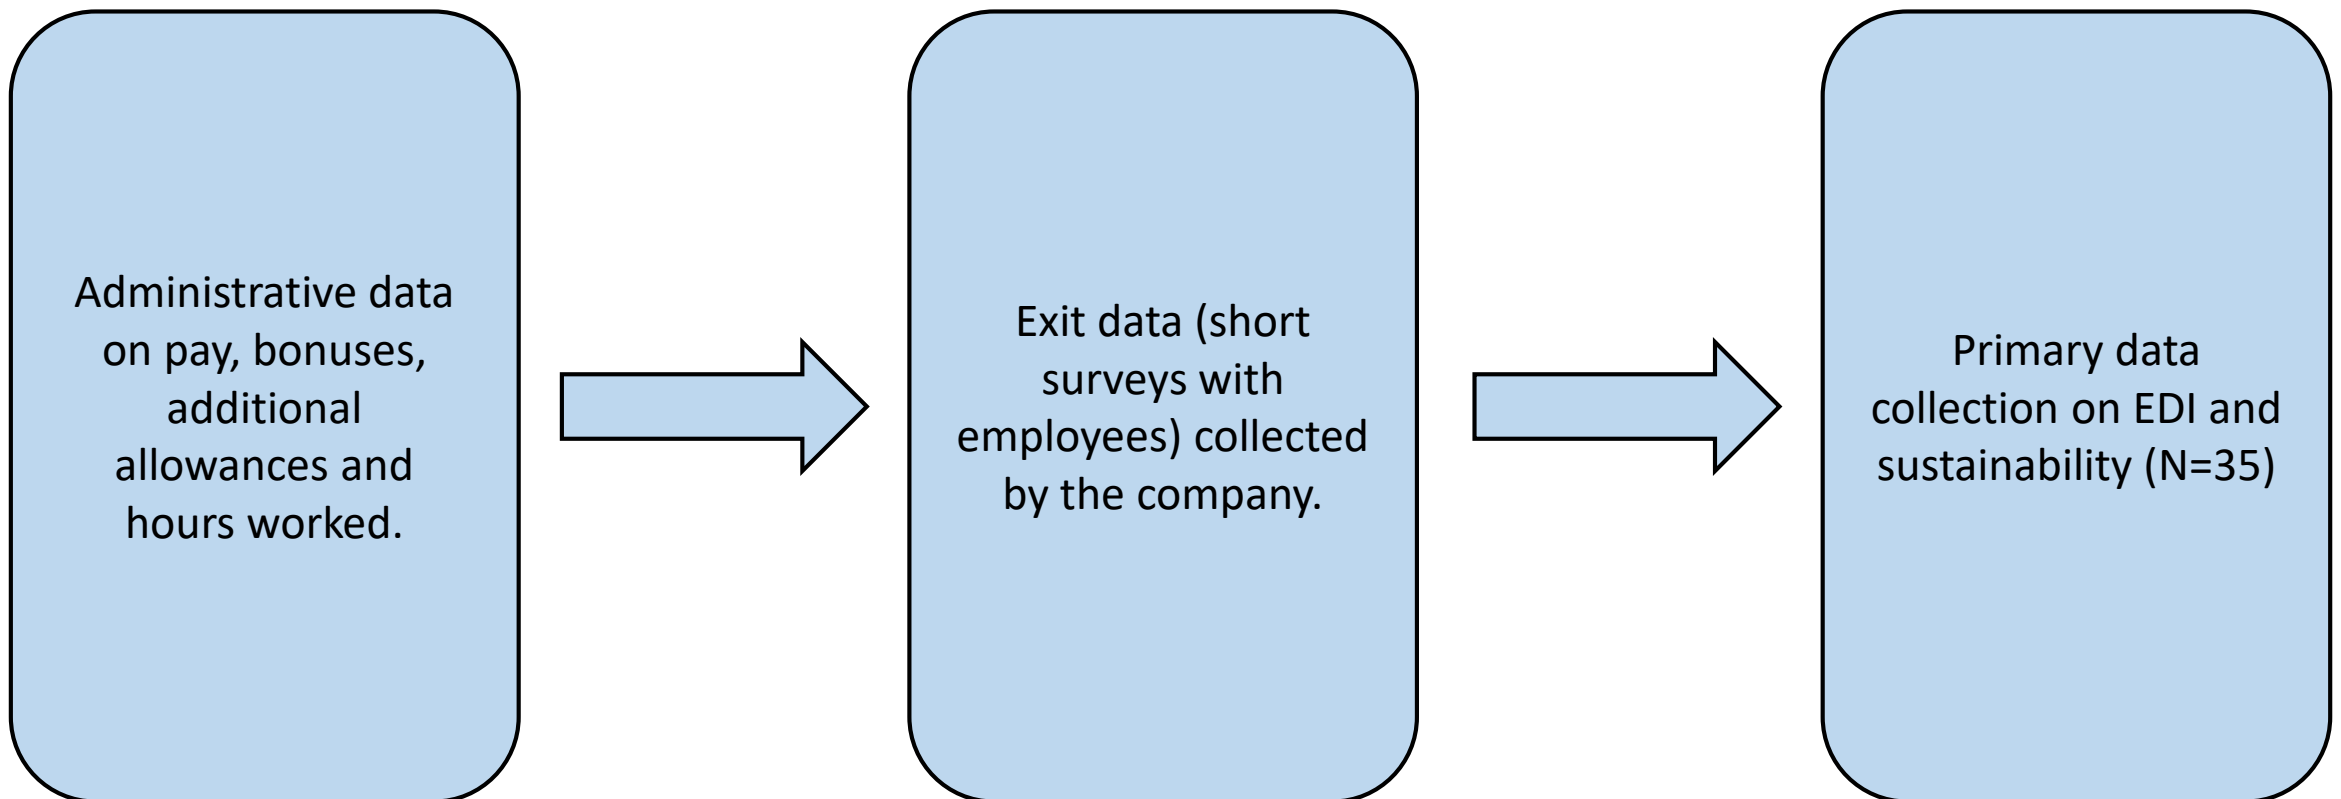 Administrative data
on pay, bonuses,
additional
allowances and
hours worked.
Exit data (short
surveys with
employees) collected
by the company.
Primary data
collection on EDI and
sustainability (N=35)